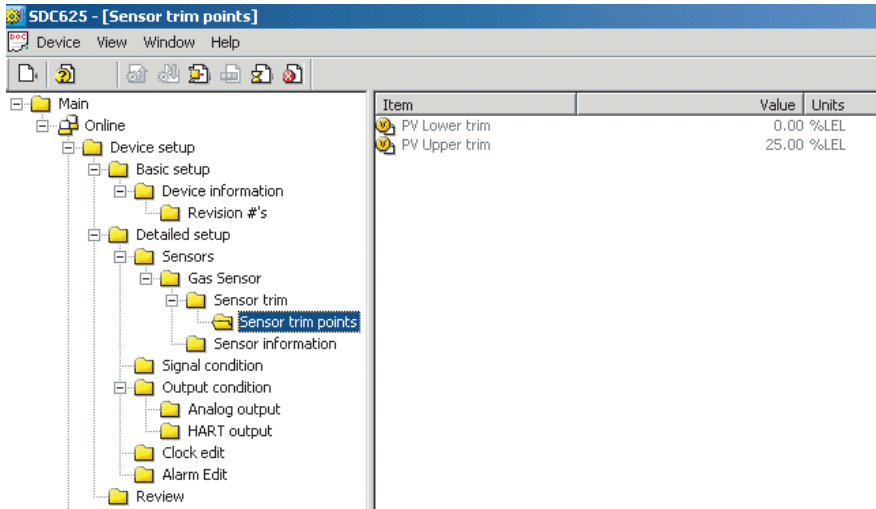 SDC625 - [Sensor trim points]
Device View Window Help
Main
Online
Device setup
Basic setup
Device information
Revision #'s
Detailed setup
Sensors
Gas Sensor
Sensor trim
Sensor trim points
Sensor information
Signal condition
Output condition
Analog output
HART output
Clock edit
Alarm Edit
Review
Item Value Units
PV Lower trim 0.00 %LEL
PV Upper trim 25.00 %LEL